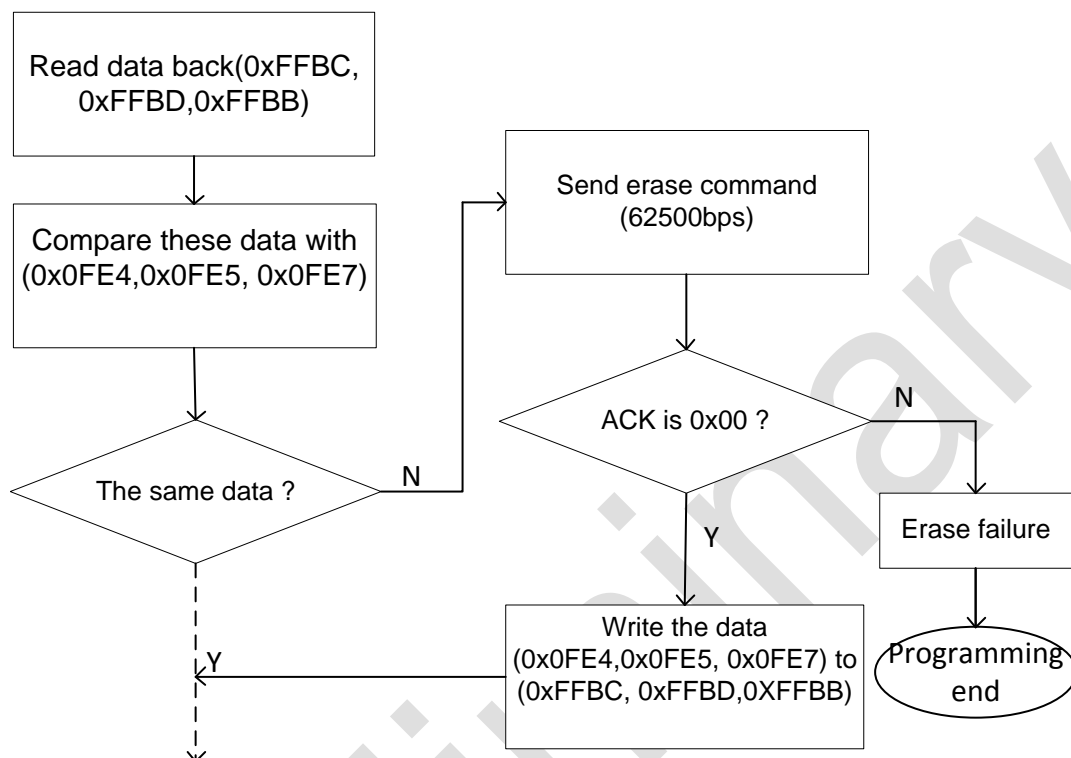 Read data back(0xFFBC,
0xFFBD,0xFFBB)
Compare these data with
(0x0FE4,0x0FE5, 0x0FE7)
The same data ?
N
Y
Send erase command
(62500bps)
ACK is 0x00 ?
N
Y
Erase failure
Programming
end
Write the data
(0x0FE4,0x0FE5, 0x0FE7) to
(0xFFBC, 0xFFBD,0XFFBB)
inary